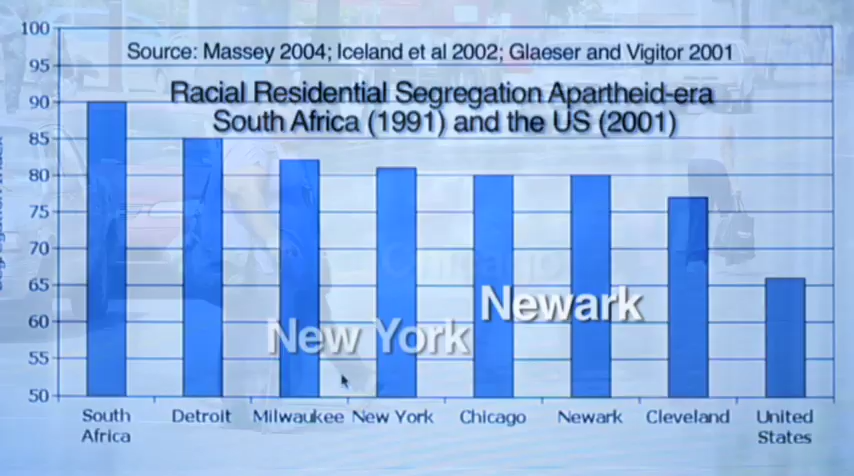 Source: Massey 2004; Iceland et al 2002; Glaeser and Vigitor 2001
Racial Residential Segregation Apartheid-era
South Africa (1991) and the US (2001)
100
95
90
85
80
75
70
65
60
55
50
Chicago
Newark
New York
South Africa
Detroit
Milwaukee
New York
Chicago
Newark
Cleveland
United States